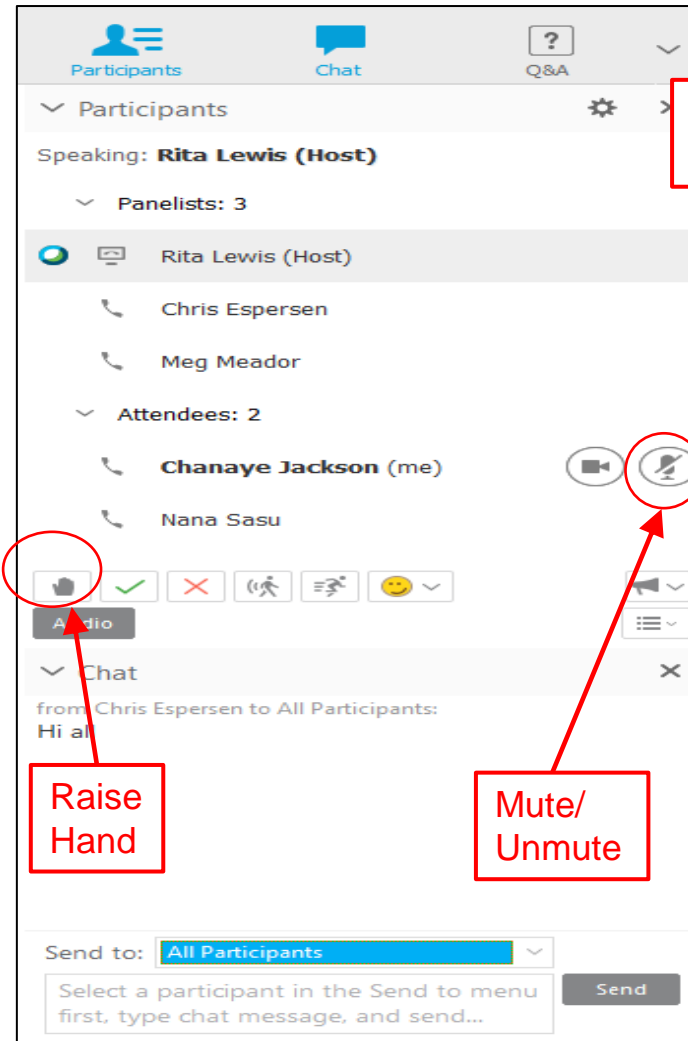 Participants Chat Q&A
Participants
Speaking: Rita Lewis (Host)
Panelists: 3
Rita Lewis (Host)
Chris Espersen
Meg Meador
Attendees: 2
Chanaye Jackson (me)
Nana Sasu
Audio
Chat
from Chris Espersen to All Participants:
Hi all
Raise
Hand
Mute/
Unmute
Send to: All Participants
Select a participant in the Send to menu
first, type chat message, and send...
Send